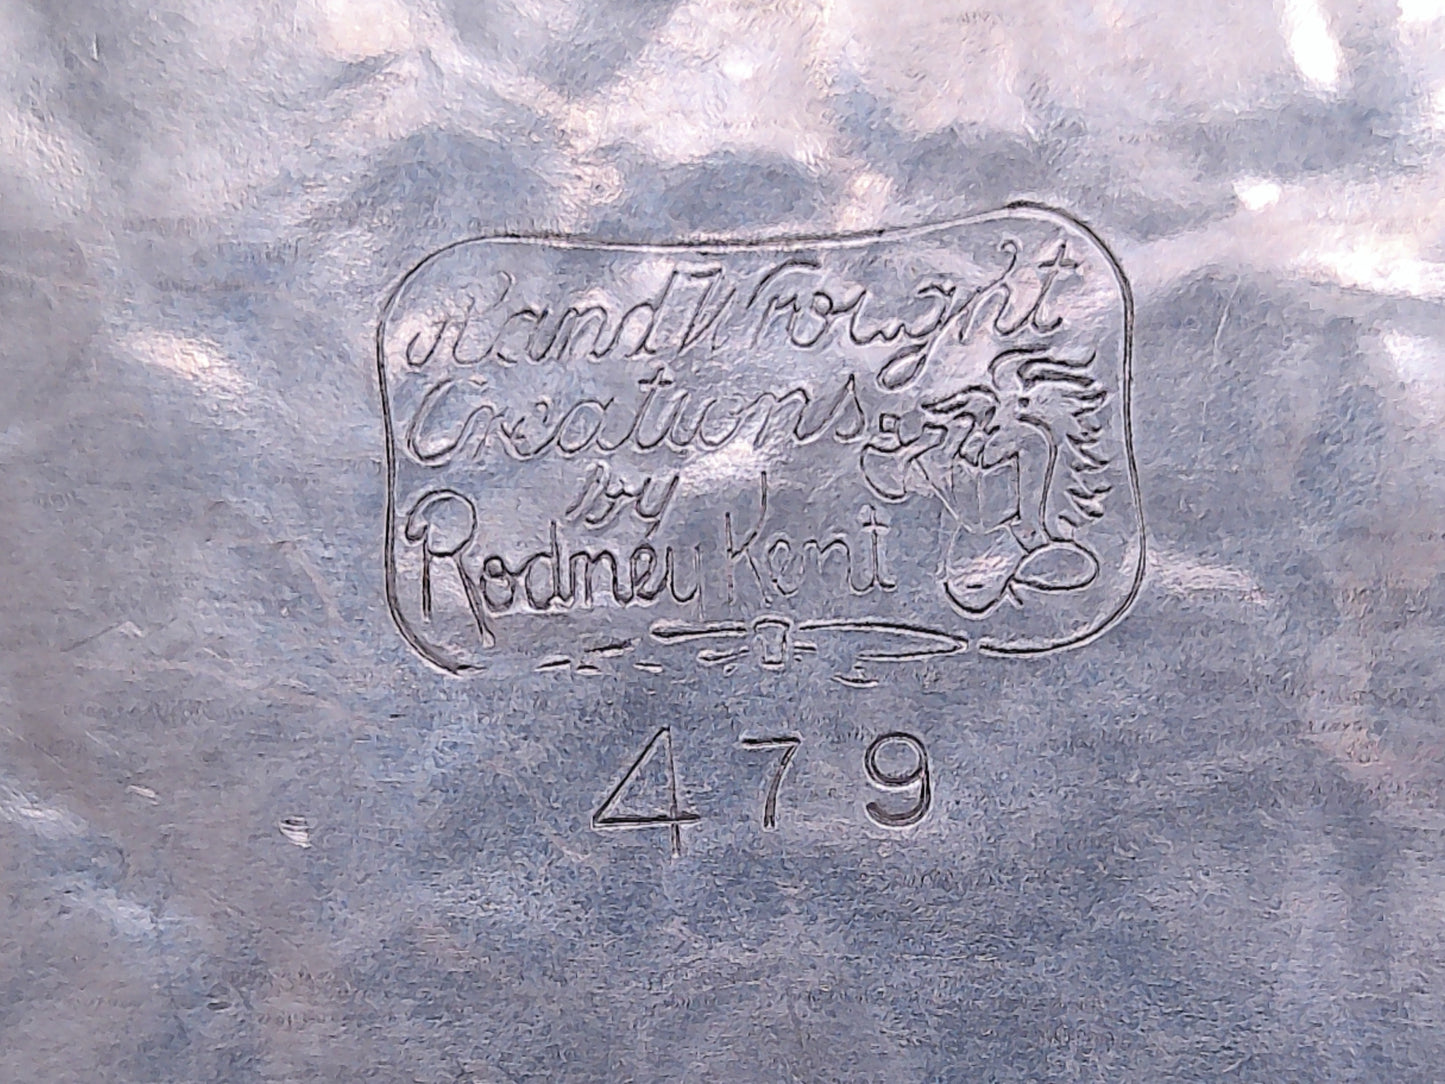 Hand Wrought
Creations
by
Rodney Kent
479